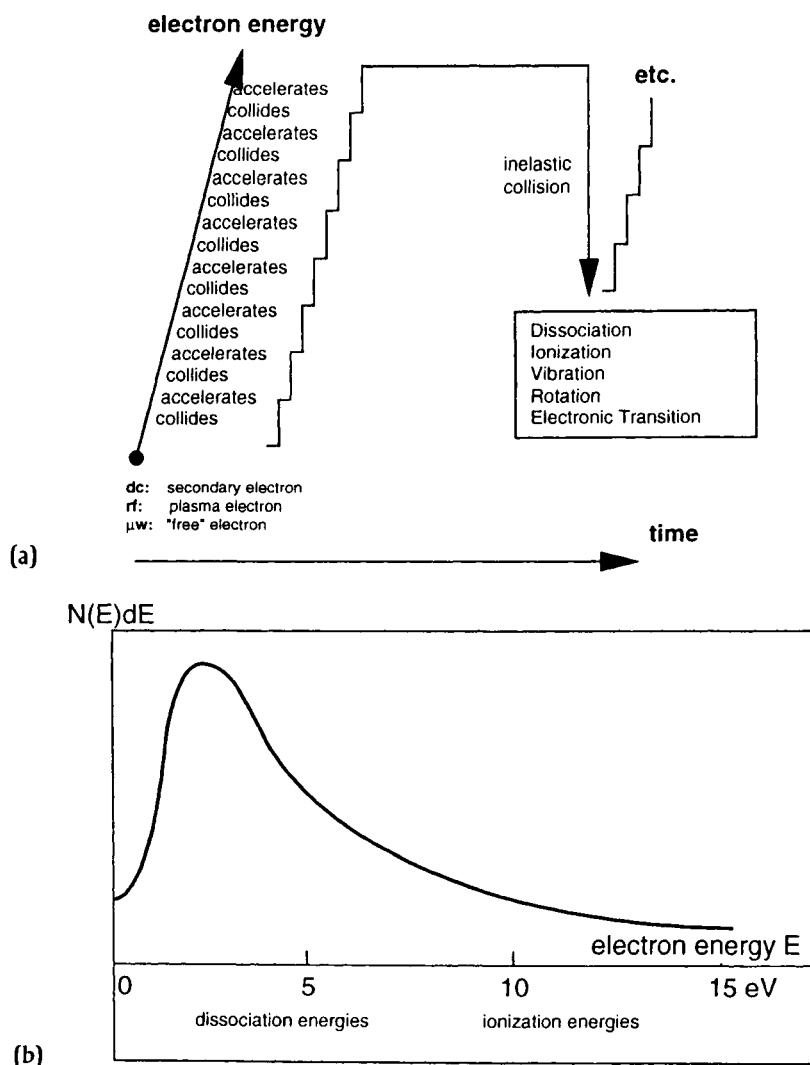 electron energy
accelerates
collides
accelerates
collides
accelerates
collides
accelerates
collides
accelerates
collides
accelerates
collides
accelerates
collides
accelerates
collides
etc.
inelastic
collision
Dissociation
Ionization
Vibration
Rotation
Electronic Transition
dc: secondary electron
rf: plasma electron
μw: "free" electron
time
(a)
N(E)dE
electron energy E
0 5 10 15 eV
dissociation energies ionization energies
(b)